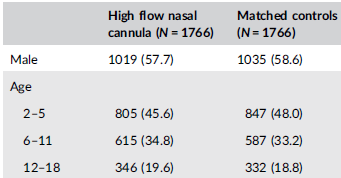 High flow nasal Matched controls
cannula (N = 1766) (N = 1766)
Male 1019 (57.7) 1035 (58.6)
Age
2–5 805 (45.6) 847 (48.0)
6–11 615 (34.8) 587 (33.2)
12–18 346 (19.6) 332 (18.8)